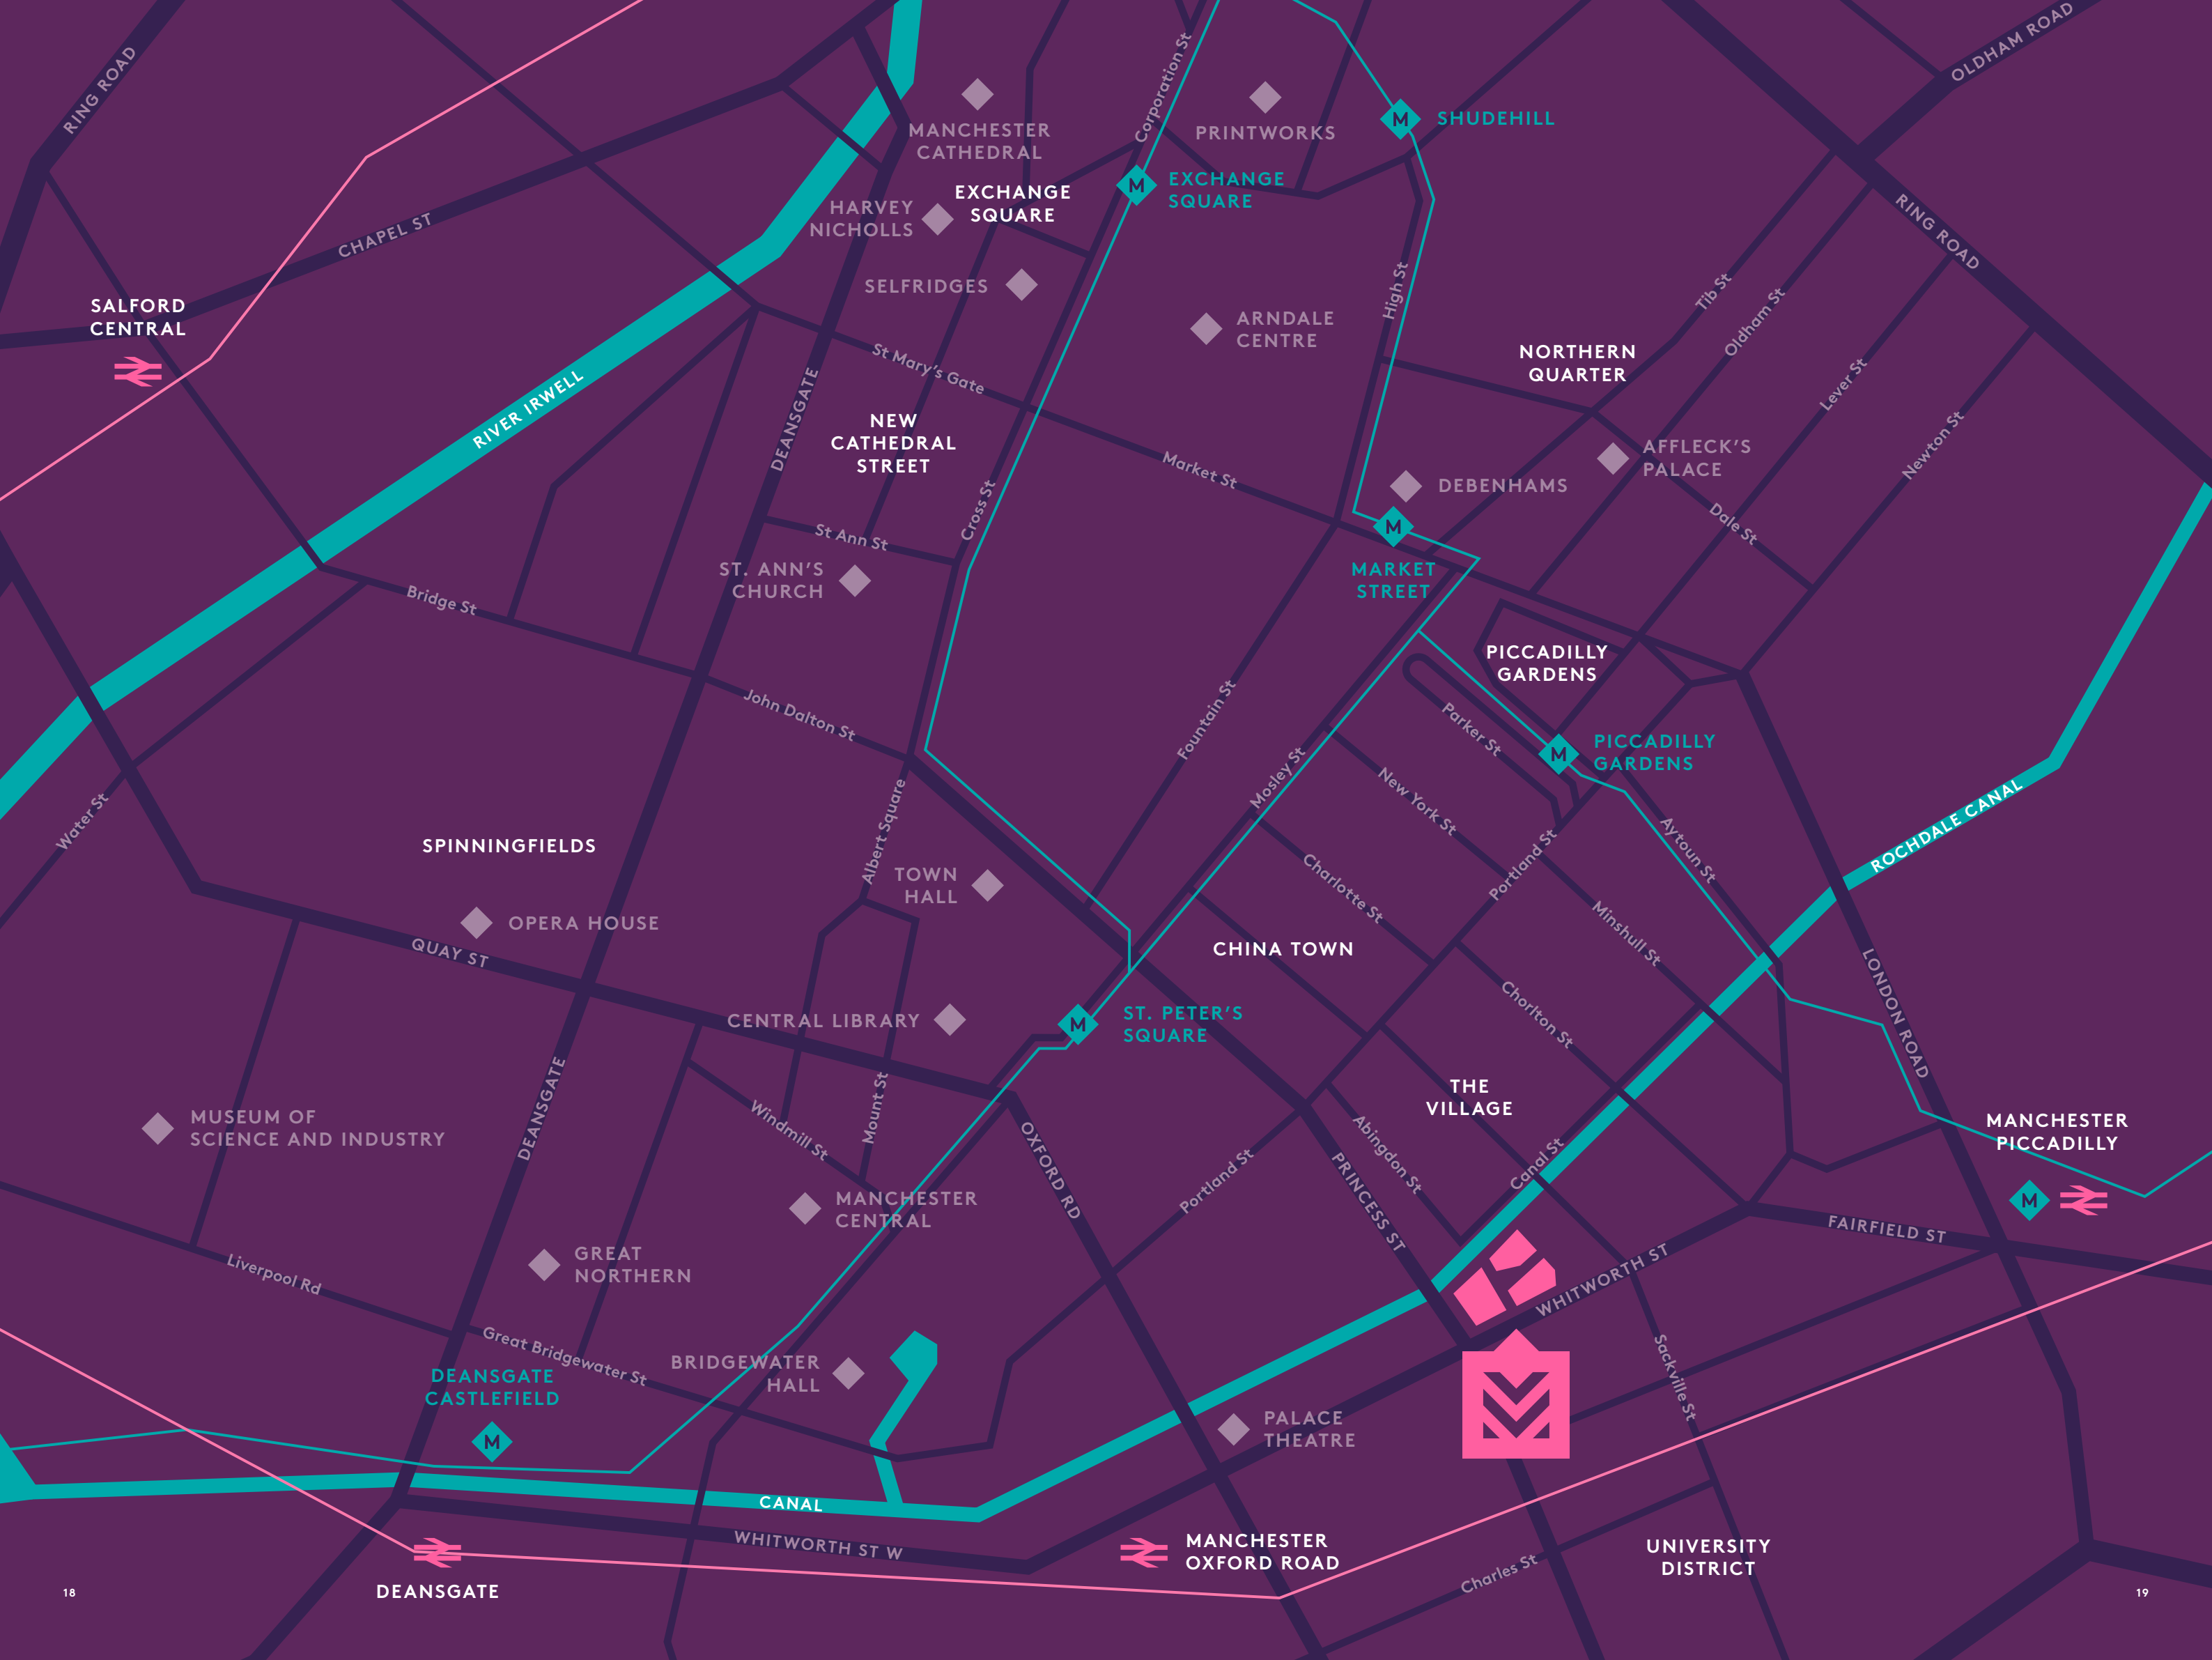 RING ROAD
OLDHAM ROAD
Corporation St
MANCHESTER
CATHEDRAL
PRINTWORKS
M
SHUDEHILL
M
EXCHANGE
SQUARE
EXCHANGE
SQUARE
HARVEY
NICHOLLS
CHAPEL ST
RING ROAD
SELFRIDGES
High St
Tib St
Oldham St
SALFORD
CENTRAL
ARNDALE
CENTRE
NORTHERN
QUARTER
St Mary's Gate
Lever St
RIVER IRWELL
DEANSGATE
NEW
CATHEDRAL
STREET
Newton St
Market St
AFFLECK'S
PALACE
DEBENHAMS
Cross St
M
Dale St
St Ann St
ST. ANN'S
CHURCH
MARKET
STREET
Bridge St
PICCADILLY
GARDENS
John Dalton St
Fountain St
Parker St
M
PICCADILLY
GARDENS
Mosley St
New York St
Water St
Albert Square
SPINNINGFIELDS
ROCHDALE CANAL
Aytoun St
Portland St
Charlotte St
TOWN
HALL
OPERA HOUSE
QUAY ST
Minshull St
CHINA TOWN
LONDON ROAD
CENTRAL LIBRARY
M
ST. PETER'S
SQUARE
Chorlton St
DEANSGATE
Mount St
Windmill St
THE
VILLAGE
MUSEUM OF
SCIENCE AND INDUSTRY
OXFORD RD
Abingdon St
Canal St
MANCHESTER
PICCADILLY
M
Portland St
PRINCESS ST
MANCHESTER
CENTRAL
FAIRFIELD ST
GREAT
NORTHERN
Liverpool Rd
WHITWORTH ST
Great Bridgewater St
BRIDGEWATER
HALL
Sackville St
DEANSGATE
CASTLEFIELD
M
PALACE
THEATRE
CANAL
WHITWORTH ST W
MANCHESTER
OXFORD ROAD
UNIVERSITY
DISTRICT
Charles St
DEANSGATE
18
19